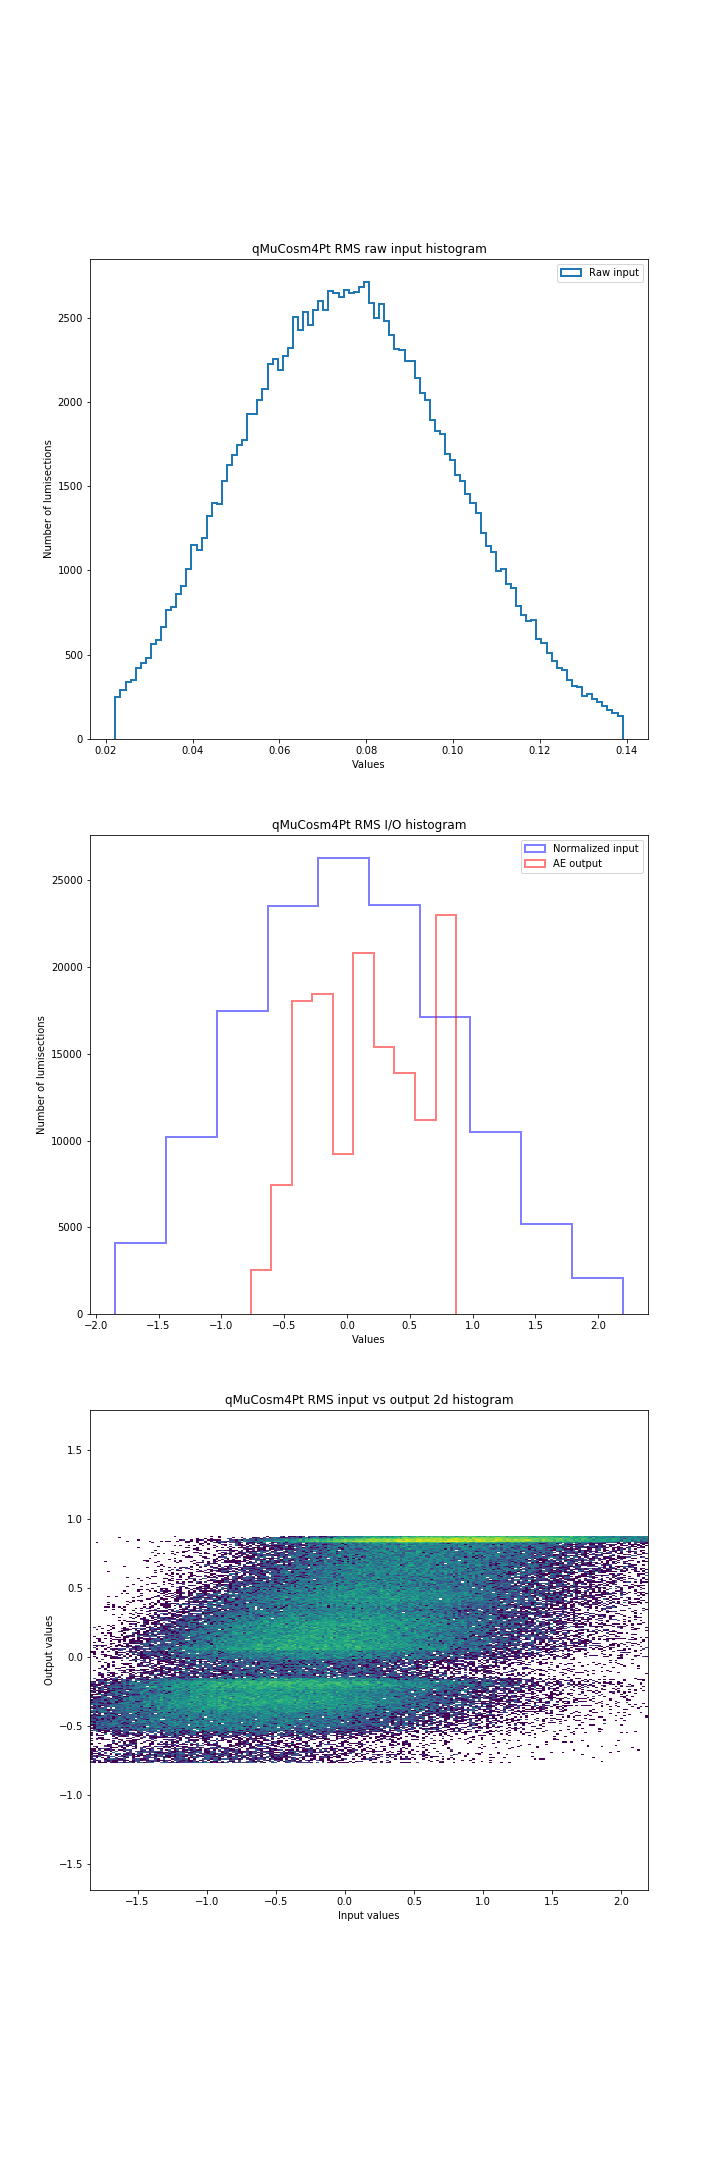 qMuCosm4Pt RMS raw input histogram
Raw input
2500
2000
1500
1000
500
0
Number of lumisections
0.02 0.04 0.06 0.08 0.10 0.12 0.14
Values
qMuCosm4Pt RMS I/O histogram
Normalized input
AE output
25000
20000
15000
10000
5000
0
Number of lumisections
−2.0 −1.5 −1.0 −0.5 0.0 0.5 1.0 1.5 2.0
Values
qMuCosm4Pt RMS input vs output 2d histogram
1.5
1.0
0.5
0.0
−0.5
−1.0
−1.5
Output values
−1.5 −1.0 −0.5 0.0 0.5 1.0 1.5 2.0
Input values